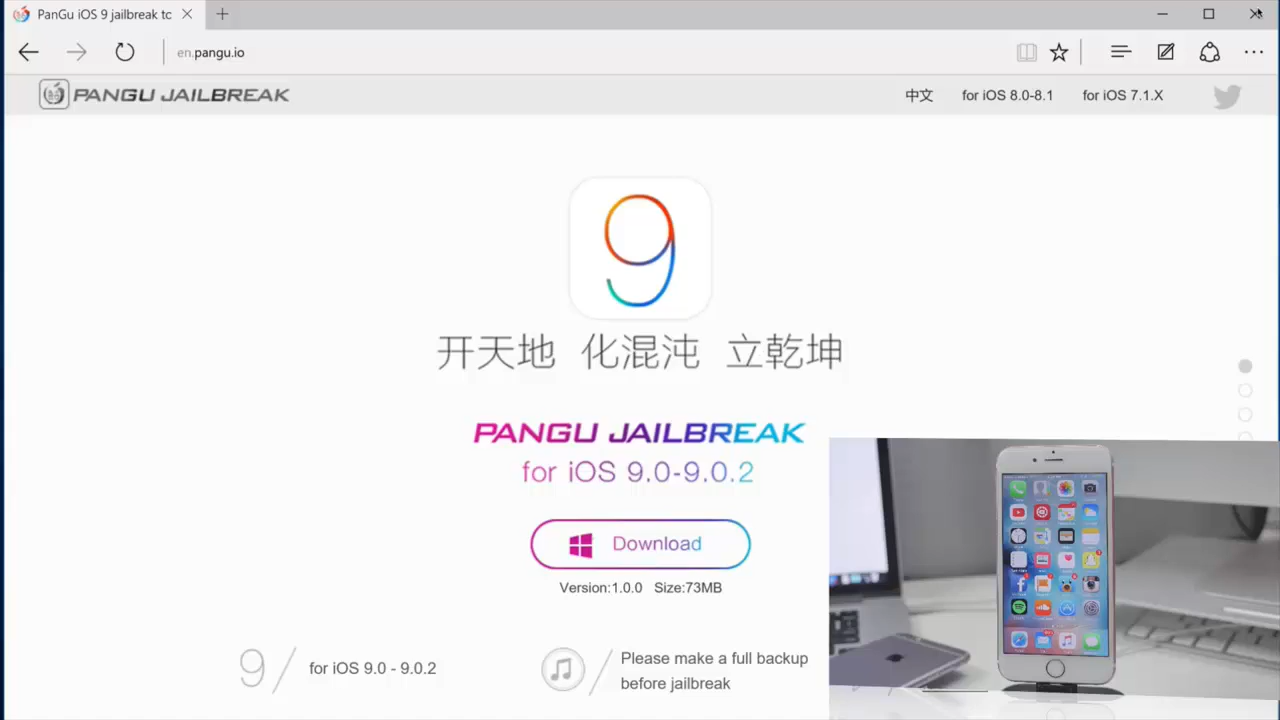 PanGu iOS 9 jailbreak tc
en.pangu.io
PANGU JAILBREAK
中文
for iOS 8.0-8.1
for iOS 7.1.X
9
开天地 化混沌 立乾坤
PANGU JAILBREAK
for iOS 9.0-9.0.2
Download
Version:1.0.0 Size:73MB
9
for iOS 9.0 - 9.0.2
Please make a full backup
before jailbreak